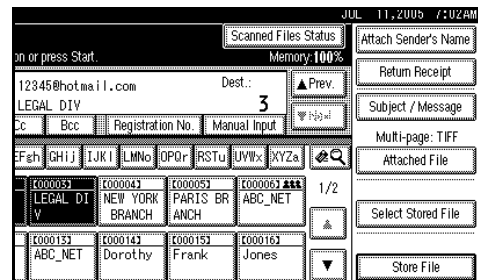 JUL 11,2005 7:02AM
Scanned Files Status
Attach Sender's Name
on or press Start.
Memory:100%
Return Receipt
12345@hotmail.com
Dest.:
▲Prev.
LEGAL DIV
3
▼Next
Subject / Message
Cc
Bcc
Registration No.
Manual Input
Multi-page: TIFF
EFgh
GHij
IJKl
LMNo
OPQr
RSTu
UVWx
XYZa
Attached File
[00003]
LEGAL DI
V
[00004]
NEW YORK
BRANCH
[00005]
PARIS BR
ANCH
[00006]
ABC_NET
1/2
Select Stored File
▲
[00013]
ABC_NET
[00014]
Dorothy
[00015]
Frank
[00016]
Jones
▼
Store File